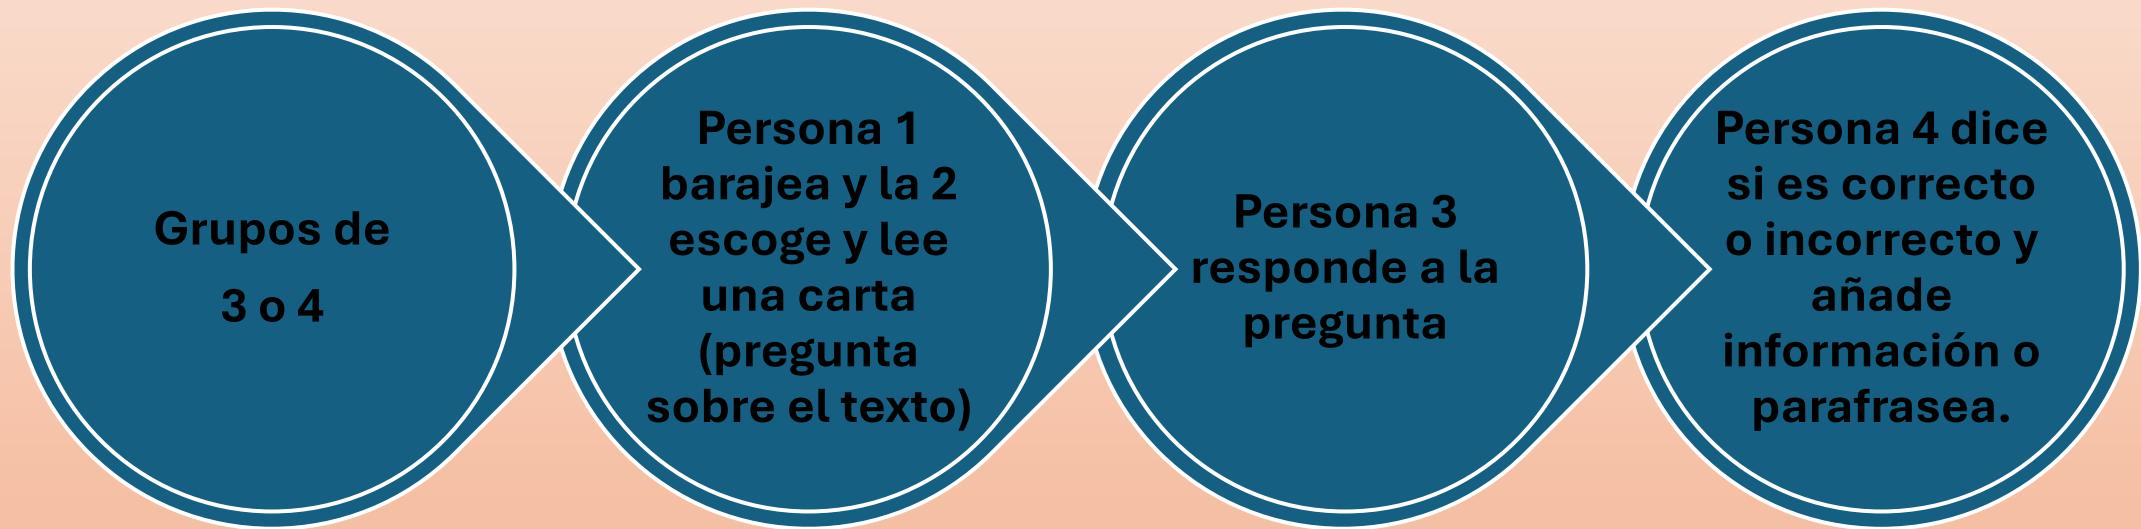 Grupos de
3 o 4
Persona 1
barajea y la 2
escoge y lee
una carta
(pregunta
sobre el texto)
Persona 3
responde a la
pregunta
Persona 4 dice
si es correcto
o incorrecto y
añade
información o
parafrasea.